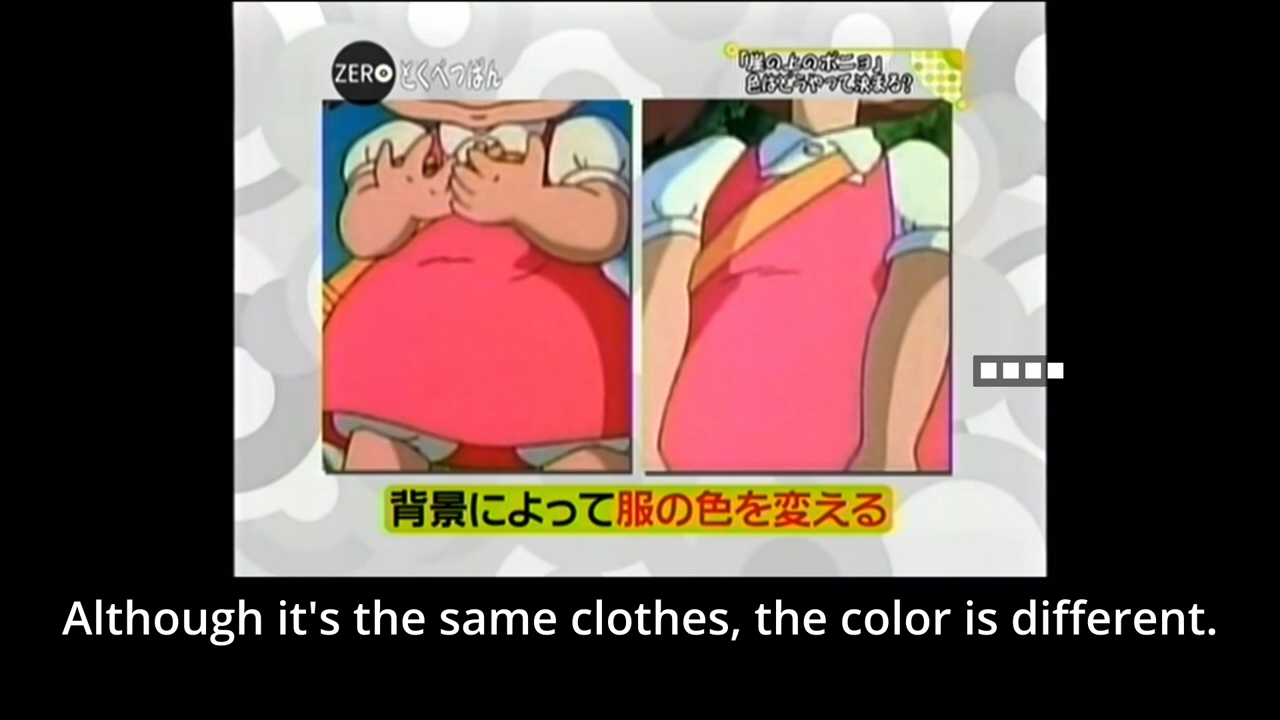 ZERO とくべつばん
「崖の上のポニョ」
色はどうやって決まる?
背景によって服の色を変える
Although it's the same clothes, the color is different.